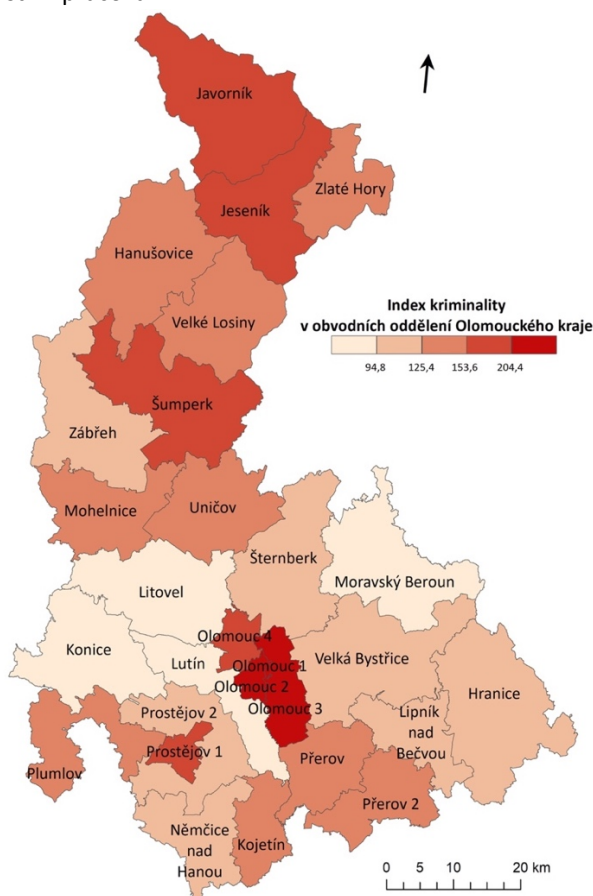 Javorník
Zlaté Hory
Jeseník
Hanušovice
Index kriminality
v obvodních oddělení Olomouckého kraje
94,8 125,4 153,6 204,4
Velké Losiny
Šumperk
Zábřeh
Mohelnice
Uničov
Šternberk
Moravský Beroun
Litovel
Olomouc 4
Konice
Lutín
Olomouc 1
Velká Bystřice
Olomouc 2
Hranice
Olomouc 3
Prostějov 2
Lipník
nad
Bečvou
Prostějov 1
Přerov
Plumlov
Přerov 2
Němčice
nad
Hanou
Kojetín
0 5 10 20 km